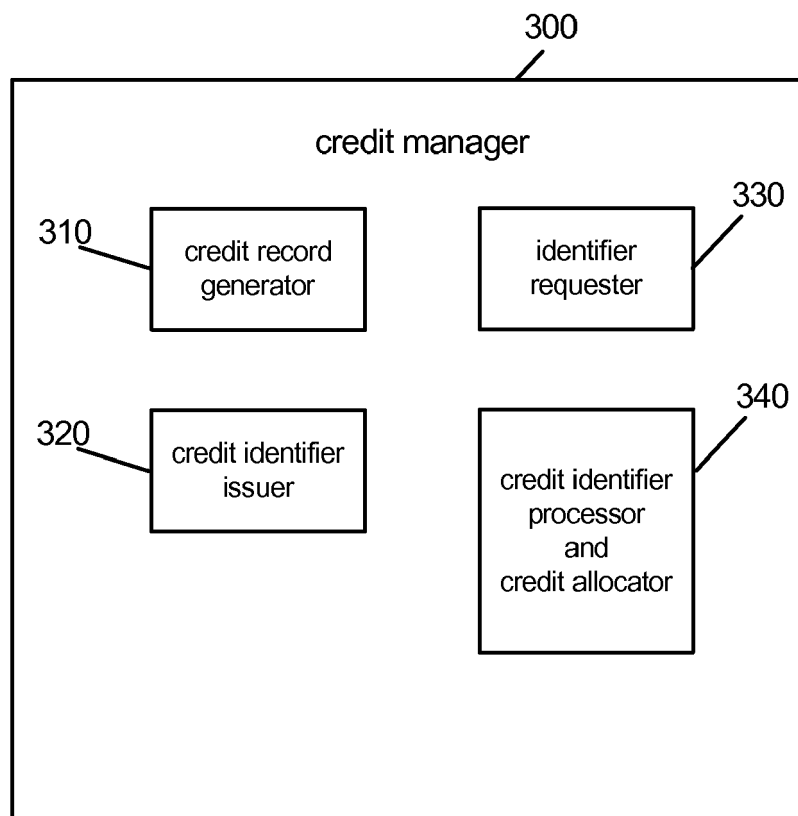 300
credit manager
310
credit record
generator
330
identifier
requester
320
credit identifier
issuer
340
credit identifier
processor
and
credit allocator